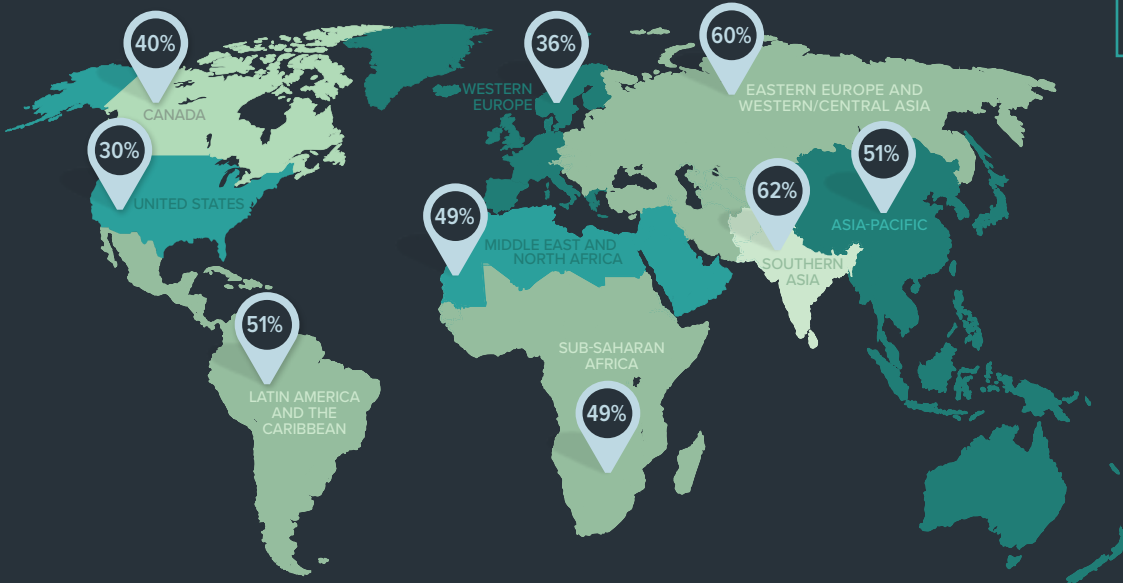 40%
CANADA
30%
UNITED STATES
51%
LATIN AMERICA
AND THE
CARIBBEAN
36%
WESTERN
EUROPE
60%
EASTERN EUROPE AND
WESTERN/CENTRAL ASIA
49%
MIDDLE EAST AND
NORTH AFRICA
SUB-SAHARAN
AFRICA
49%
62%
SOUTHERN
ASIA
51%
ASIA-PACIFIC